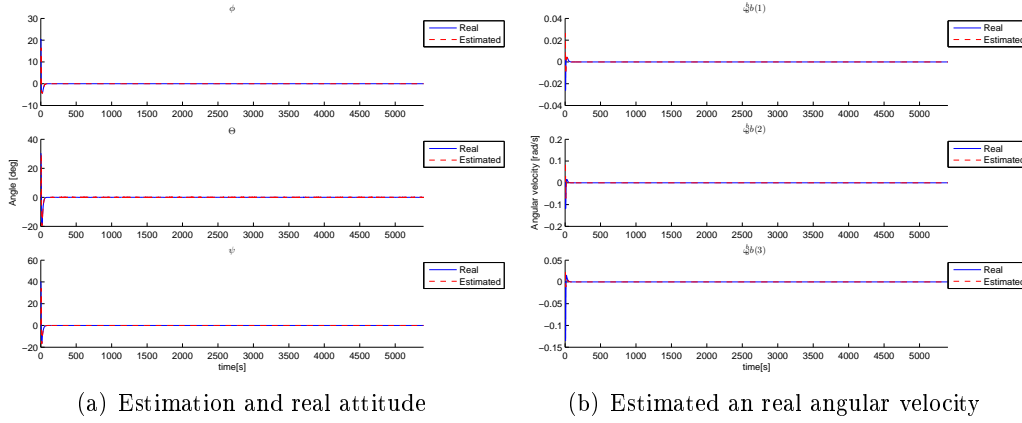 ϕ
30
20
10
0
−10
0 500 1000 1500 2000 2500 3000 3500 4000 4500 5000
Real
Estimated
Θ
40
20
0
−20
0 500 1000 1500 2000 2500 3000 3500 4000 4500 5000
Angle [deg]
Real
Estimated
ψ
60
40
20
0
−20
0 500 1000 1500 2000 2500 3000 3500 4000 4500 5000
time[s]
Real
Estimated
(a) Estimation and real attitude
b(1)
0.04
0.02
0
−0.02
−0.04
0 500 1000 1500 2000 2500 3000 3500 4000 4500 5000
Real
Estimated
b(2)
0.2
0.1
0
−0.1
−0.2
0 500 1000 1500 2000 2500 3000 3500 4000 4500 5000
Angular velocity [rad/s]
Real
Estimated
b(3)
0.05
0
−0.05
−0.1
−0.15
0 500 1000 1500 2000 2500 3000 3500 4000 4500 5000
time[s]
Real
Estimated
(b) Estimated an real angular velocity